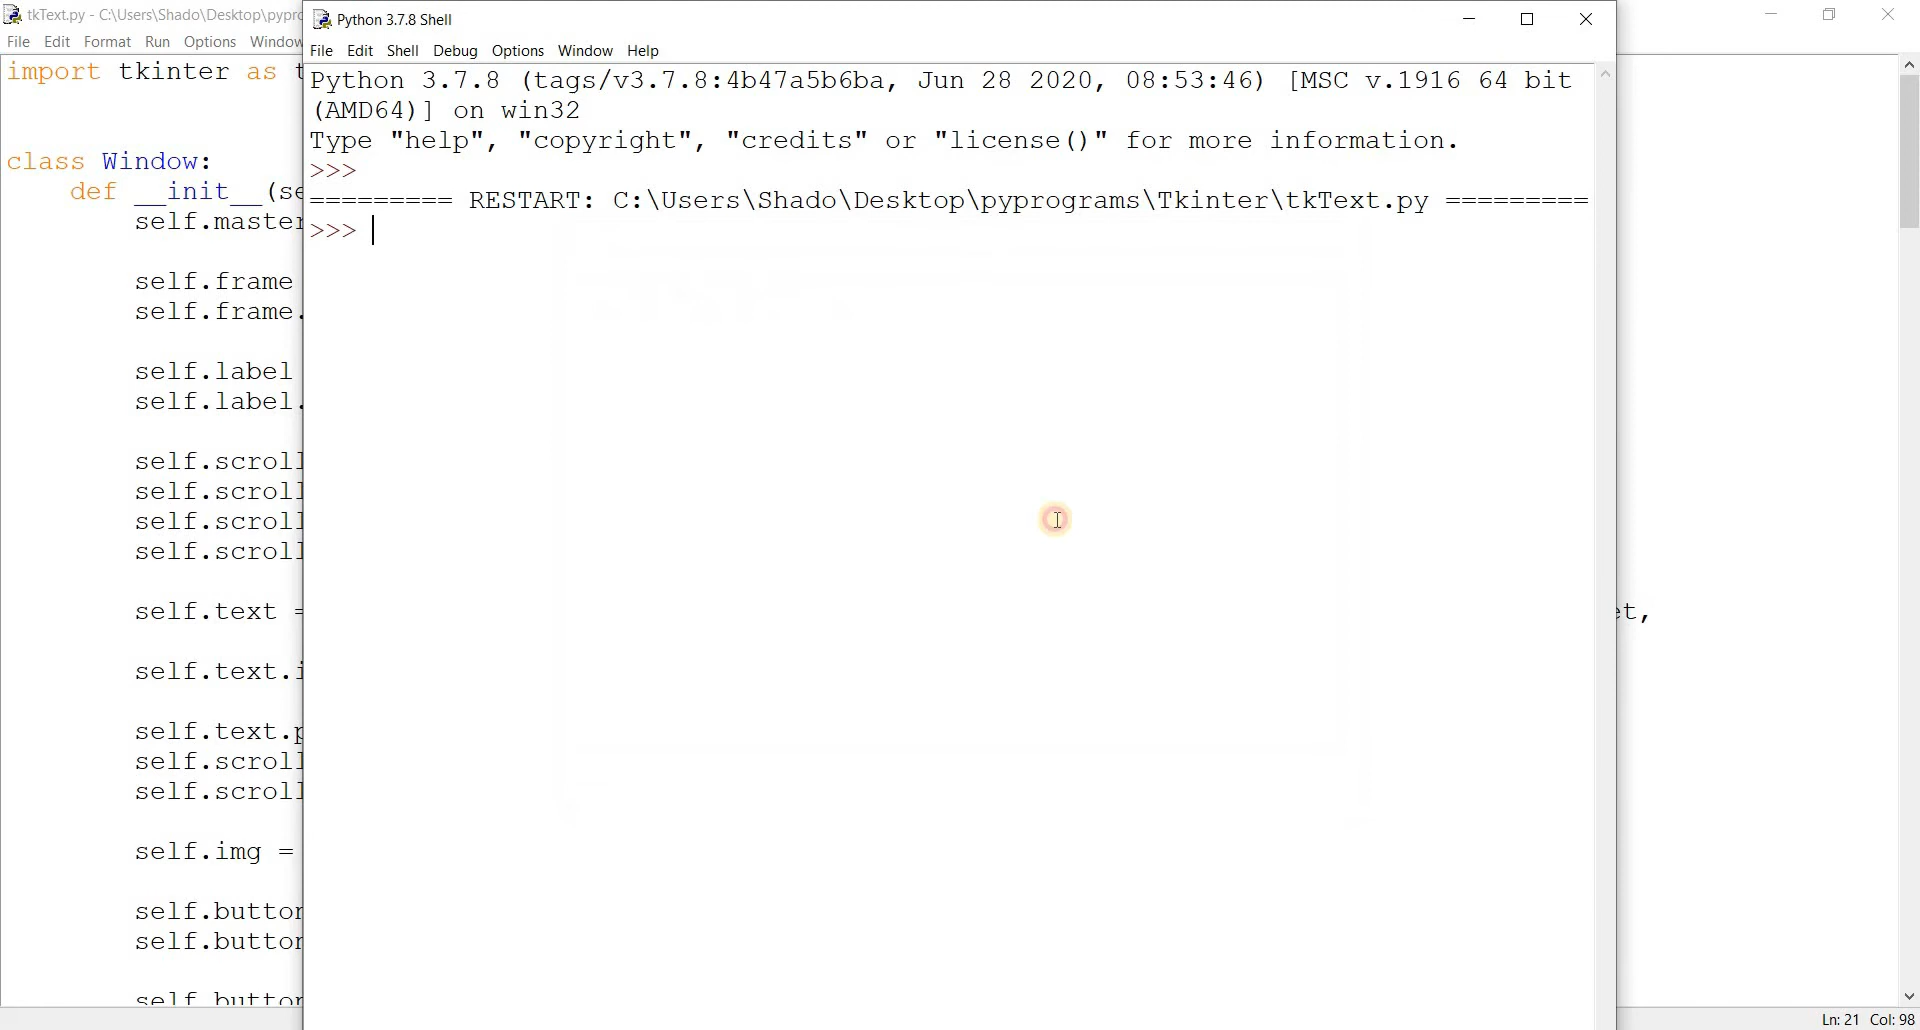 tkText.py - C:\Users\Shado\Desktop\pypro
File Edit Format Run Options Window
import tkinter as t
class Window:
def __init__(se
self.master
self.frame
self.frame.
self.label
self.label.
self.scroll
self.scroll
self.scroll
self.scroll
self.text =
et,
self.text.i
self.text.p
self.scroll
self.scroll
self.img =
self.button
self.button
self.button
Python 3.7.8 Shell
File Edit Shell Debug Options Window Help
Python 3.7.8 (tags/v3.7.8:4b47a5b6ba, Jun 28 2020, 08:53:46) [MSC v.1916 64 bit
(AMD64)] on win32
Type "help", "copyright", "credits" or "license()" for more information.
>>>
========= RESTART: C:\Users\Shado\Desktop\pyprograms\Tkinter\tkText.py =========
>>>
Ln: 21 Col: 98